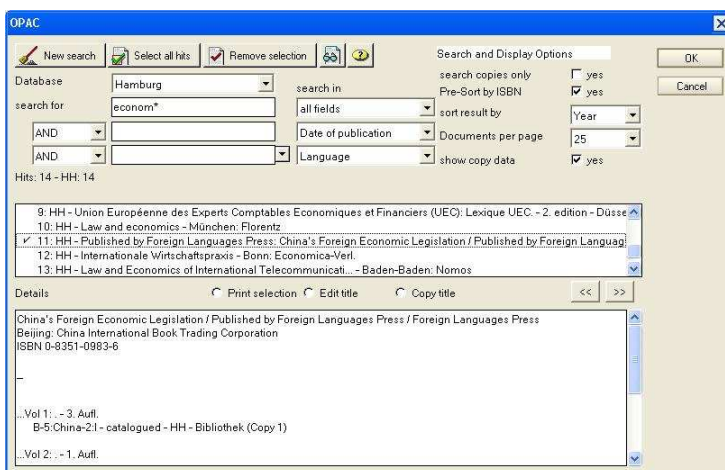 OPAC
New search Select all hits Remove selection Search and Display Options OK
search copies only yes
Database Hamburg search in Pre-Sort by ISBN yes Cancel
search for econom* all fields sort result by Year
AND Date of publication Documents per page 25
AND Language show copy data yes
Hits: 14 - HH: 14
9: HH - Union Européenne des Experts Comptables Economiques et Financiers (UEC): Lexique UEC. - 2. edition - Düsse
10: HH - Law and economics - München: Florentz
✓ 11: HH - Published by Foreign Languages Press: China's Foreign Economic Legislation / Published by Foreign Languag
12: HH - Internationale Wirtschaftspraxis - Bonn: Economica-Verl.
13: HH - Law and Economics of International Telecommunicati... - Baden-Baden: Nomos
Details Print selection Edit title Copy title << >>
China's Foreign Economic Legislation / Published by Foreign Languages Press / Foreign Languages Press
Beijing: China International Book Trading Corporation
ISBN 0-8351-0983-6
_
...Vol 1: . - 3. Aufl.
B-5:China-2:I - catalogued - HH - Bibliothek (Copy 1)
...Vol 2: . - 1. Aufl.